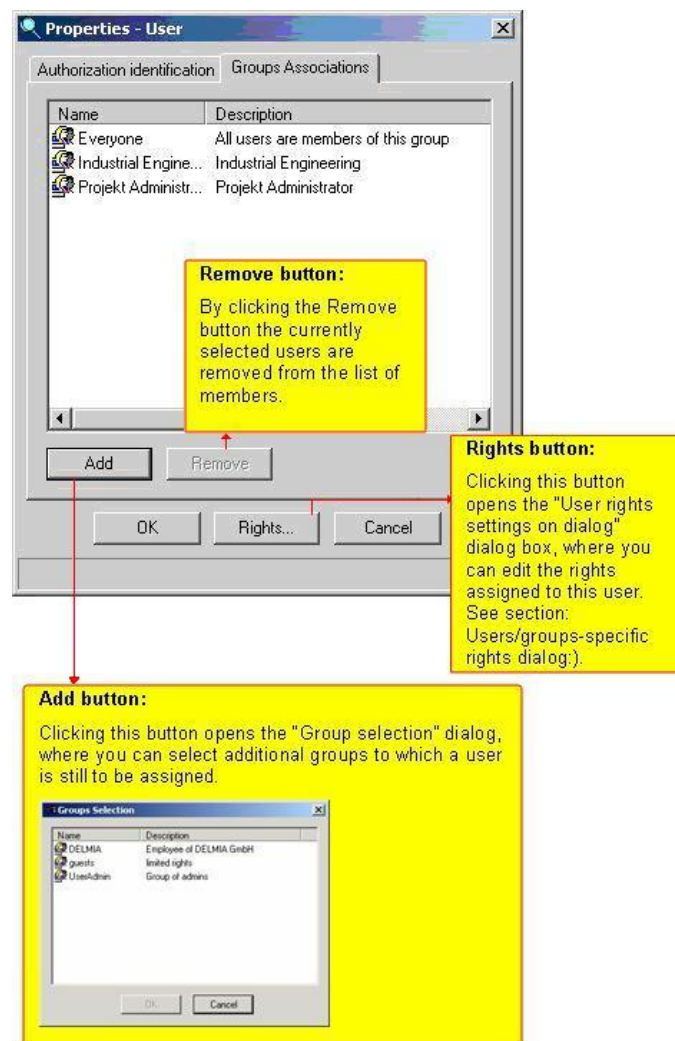 Properties - User
Authorization identification Groups Associations
Name Description
Everyone All users are members of this group
Industrial Engine... Industrial Engineering
Projekt Administr... Projekt Administrator
Remove button:
By clicking the Remove
button the currently
selected users are
removed from the list of
members.
Add Remove
OK Rights... Cancel
Rights button:
Clicking this button
opens the "User rights
settings on dialog"
dialog box, where you
can edit the rights
assigned to this user.
See section:
Users/groups-specific
rights dialog:).
Add button:
Clicking this button opens the "Group selection" dialog,
where you can select additional groups to which a user
is still to be assigned.
Groups Selection
Name Description
DELMIA Employee of DELMIA GmbH
guests limited rights
UserAdmin Group of admins
OK Cancel